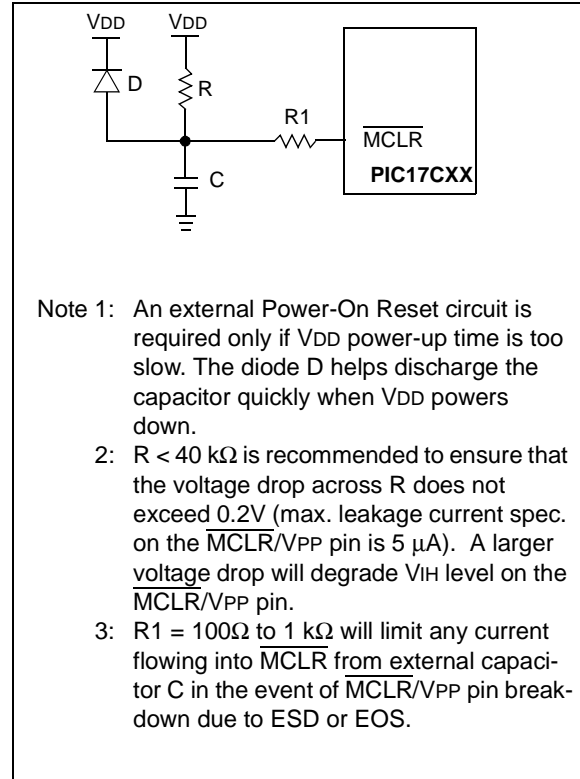 VDD VDD
D
R
R1
MCLR
PIC17CXX
C
Note 1: An external Power-On Reset circuit is
required only if VDD power-up time is too
slow. The diode D helps discharge the
capacitor quickly when VDD powers
down.
2: R < 40 kΩ is recommended to ensure that
the voltage drop across R does not
exceed 0.2V (max. leakage current spec.
on the MCLR/VPP pin is 5 μA). A larger
voltage drop will degrade VIH level on the
MCLR/VPP pin.
3: R1 = 100Ω to 1 kΩ will limit any current
flowing into MCLR from external capaci-
tor C in the event of MCLR/VPP pin break-
down due to ESD or EOS.